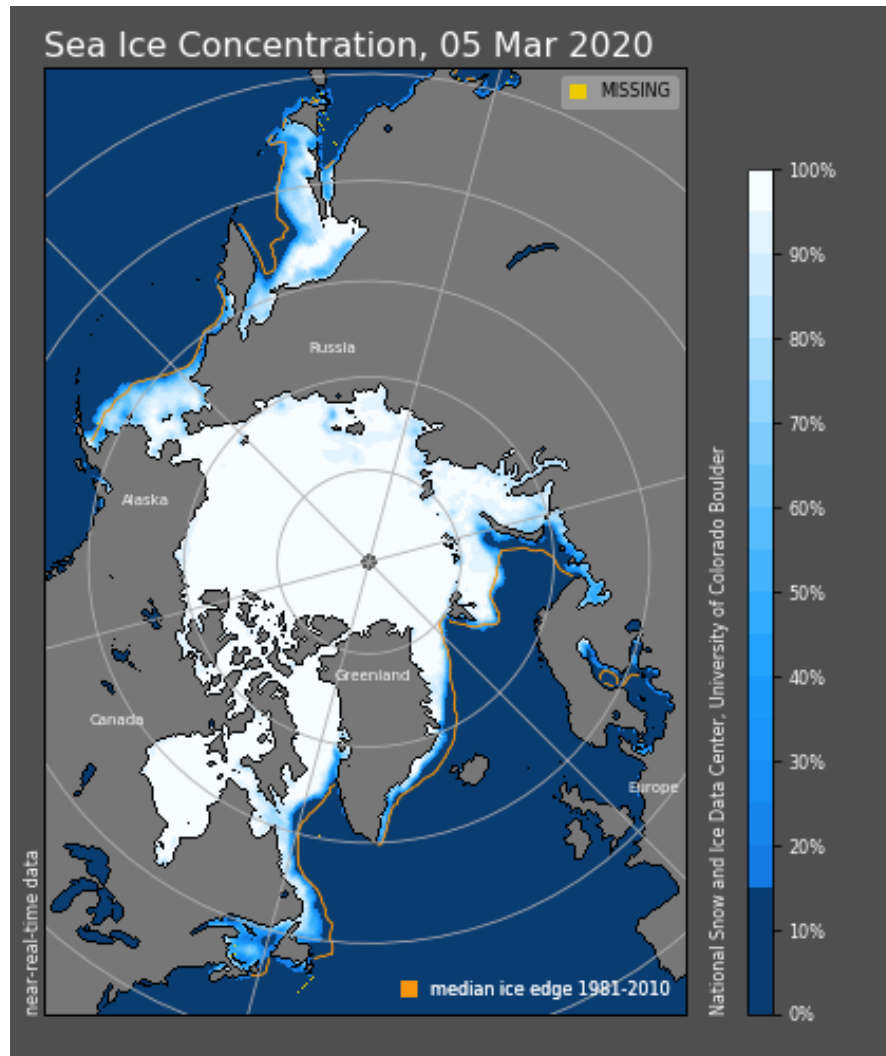 Sea Ice Concentration, 05 Mar 2020
MISSING
100%
90%
Russia
80%
70%
Alaska
60%
50%
Greenland
40%
Canada
30%
Europe
20%
10%
median ice edge 1981-2010
0%
near-real-time data
National Snow and Ice Data Center, University of Colorado Boulder